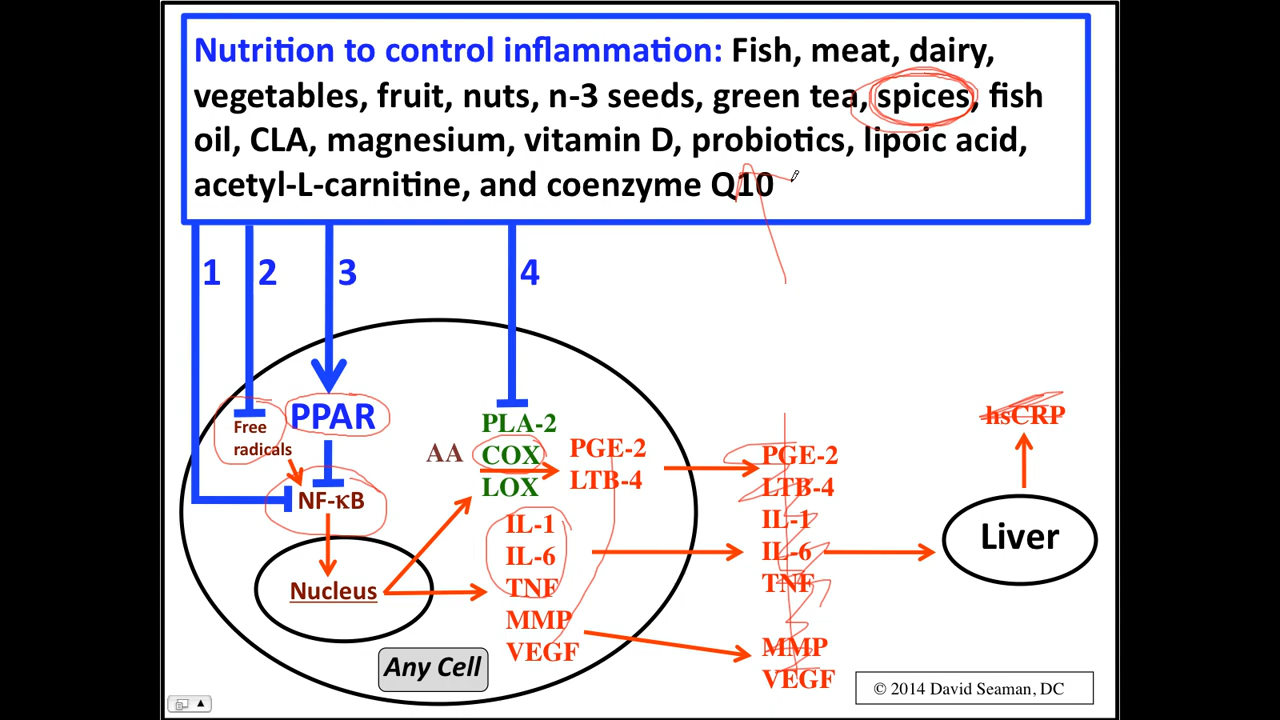 Nutrition to control inflammation: Fish, meat, dairy,
vegetables, fruit, nuts, n-3 seeds, green tea, spices, fish
oil, CLA, magnesium, vitamin D, probiotics, lipoic acid,
acetyl-L-carnitine, and coenzyme Q10
1 2 3 4
PPAR
Free
radicals
NF-κB
Nucleus
PLA-2
AA COX
LOX
PGE-2
LTB-4
IL-1
IL-6
TNF
MMP
VEGF
Any Cell
PGE-2
LTB-4
IL-1
IL-6
TNF
MMP
VEGF
hsCRP
Liver
© 2014 David Seaman, DC